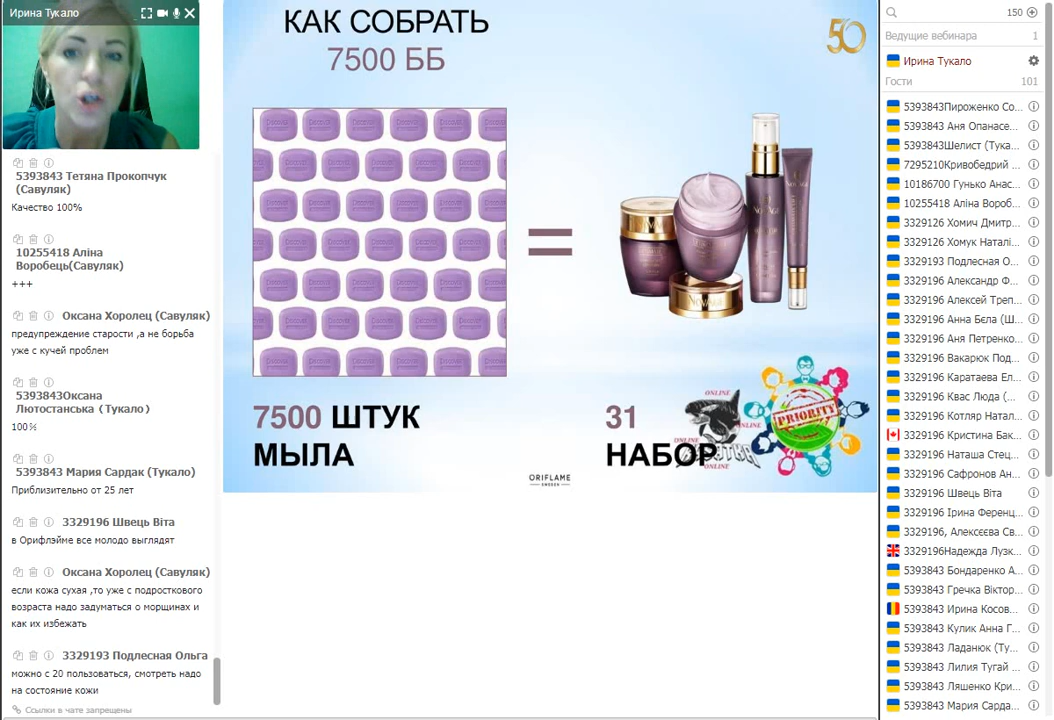 Ирина Тукало
5393843 Тетяна Прокопчук
(Савуляк)
Качество 100%
10255418 Аліна
Воробець(Савуляк)
+++
Оксана Хоролец (Савуляк)
предупреждение старости ,а не борьба
уже с кучей проблем
5393843Оксана
Лютостанська (Тукало)
100%
5393843 Мария Сардак (Тукало)
Приблизительно от 25 лет
3329196 Швець Віта
в Орифлэйме все молодо выглядят
Оксана Хоролец (Савуляк)
если кожа сухая ,то уже с подросткового
возраста надо задуматься о морщинах и
как их избежать
3329193 Подлесная Ольга
можно с 20 пользоваться, смотреть надо
на состояние кожи
Ссылки в чате запрещены
КАК СОБРАТЬ
7500 ББ
50
=
NOVAGE
7500 ШТУК
МЫЛА
31
НАБОР
ONLINE
ONLINE
ONLINE
ONLINE
PRIORITY
ORIFLAME
SWEDEN
150
Ведущие вебинара 1
Ирина Тукало
Гости 101
5393843Пироженко Со...
5393843 Аня Опанасе...
5393843Шелист (Тука...
7295210Кривобедрий ...
10186700 Гунько Анас...
10255418 Аліна Вороб...
3329126 Хомич Дмитр...
3329126 Хомук Наталі...
3329193 Подлесная О...
3329196 Александр Ф...
3329196 Алексей Треп...
3329196 Анна Бєла (Ш...
3329196 Аня Петренко...
3329196 Вакарюк Под...
3329196 Каратаева Ел...
3329196 Квас Люда (...
3329196 Котляр Натал...
3329196 Кристина Бак...
3329196 Наташа Стец...
3329196 Сафронов Ан...
3329196 Швець Віта
3329196 Ірина Ференц...
3329196, Алексеєва Св...
3329196Надежда Лузк...
5393843 Бондаренко А...
5393843 Гречка Віктор...
5393843 Ирина Косов...
5393843 Кулик Анна Г...
5393843 Ладанюк (Ту...
5393843 Лилия Тугай ...
5393843 Ляшенко Кри...
5393843 Мария Сарда...